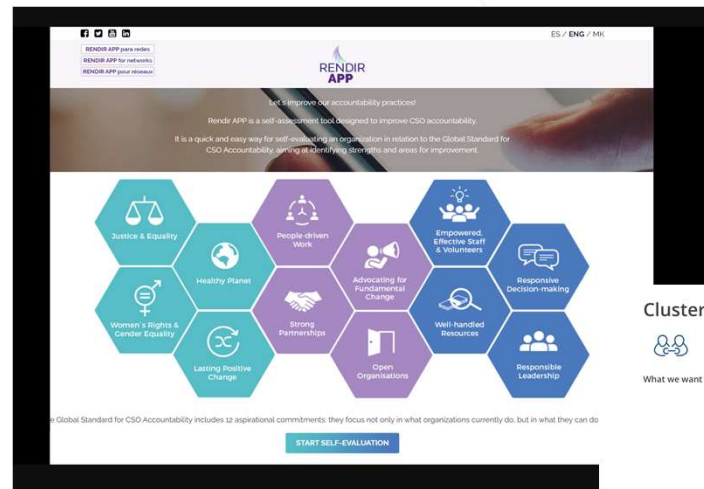 ES / ENG / MK
RENDIR APP para redes
RENDIR APP for networks
RENDIR APP pour réseaux
RENDIR
APP
Let´s improve our accountability practices!
Rendir APP is a self-assessment tool designed to improve CSO accountability
It is a quick and easy way for self-evaluating an organization in relation to the Global Standard for
CSO Accountability, aiming at identifying strengths and areas for improvement.
Justice & Equality
Healthy Planet
People-driven
Work
Advocating for
Fundamental
Change
Empowered,
Effective Staff
& Volunteers
Responsive
Decision-making
Women´s Rights &
Gender Equality
Lasting Positive
Change
Strong
Partnerships
Open
Organisations
Well-handled
Resources
Responsible
Leadership
e Global Standard for CSO Accountability includes 12 aspirational commitments: they focus not only in what organizations currently do, but in what they can do
START SELF-EVALUATION
Cluster
What we want